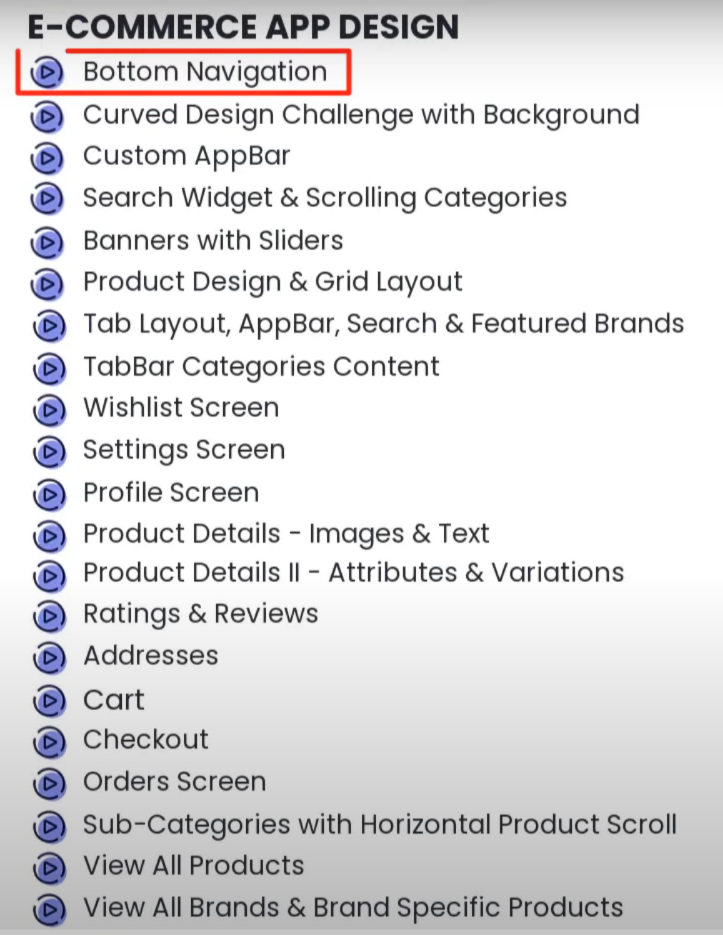 E-COMMERCE APP DESIGN
Bottom Navigation
Curved Design Challenge with Background
Custom AppBar
Search Widget & Scrolling Categories
Banners with Sliders
Product Design & Grid Layout
Tab Layout, AppBar, Search & Featured Brands
TabBar Categories Content
Wishlist Screen
Settings Screen
Profile Screen
Product Details - Images & Text
Product Details II - Attributes & Variations
Ratings & Reviews
Addresses
Cart
Checkout
Orders Screen
Sub-Categories with Horizontal Product Scroll
View All Products
View All Brands & Brand Specific Products